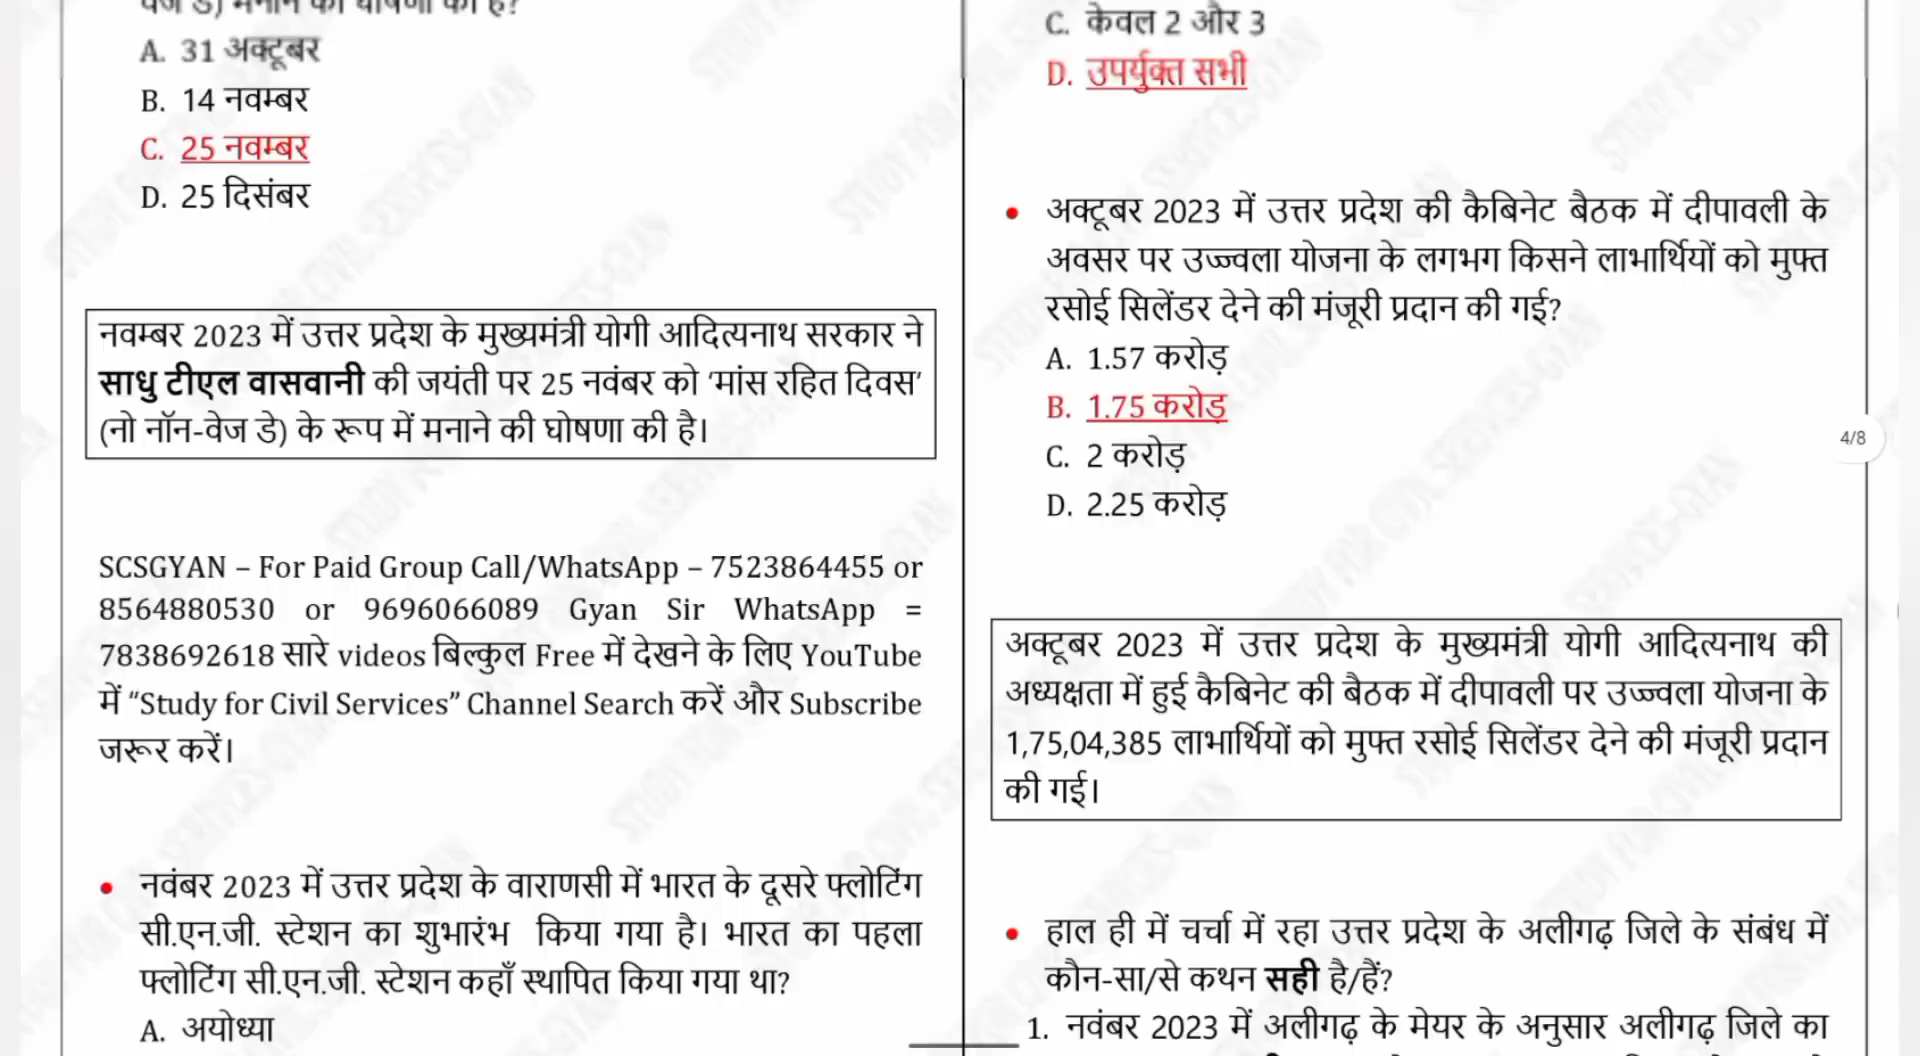 A. 31 अक्टूबर
B. 14 नवम्बर
C. 25 नवम्बर
D. 25 दिसंबर
नवम्बर 2023 में उत्तर प्रदेश के मुख्यमंत्री योगी आदित्यनाथ सरकार ने
साधु टीएल वासवानी की जयंती पर 25 नवंबर को ‘मांस रहित दिवस’
(नो नॉन-वेज डे) के रूप में मनाने की घोषणा की है।
SCSGYAN – For Paid Group Call/WhatsApp – 7523864455 or
8564880530 or 9696066089 Gyan Sir WhatsApp =
7838692618 सारे videos बिल्कुल Free में देखने के लिए YouTube
में “Study for Civil Services” Channel Search करें और Subscribe
जरूर करें।
नवंबर 2023 में उत्तर प्रदेश के वाराणसी में भारत के दूसरे फ्लोटिंग
सी.एन.जी. स्टेशन का शुभारंभ किया गया है। भारत का पहला
फ्लोटिंग सी.एन.जी. स्टेशन कहाँ स्थापित किया गया था?
A. अयोध्या
C. केवल 2 और 3
D. उपर्युक्त सभी
अक्टूबर 2023 में उत्तर प्रदेश की कैबिनेट बैठक में दीपावली के
अवसर पर उज्ज्वला योजना के लगभग किसने लाभार्थियों को मुफ्त
रसोई सिलेंडर देने की मंजूरी प्रदान की गई?
A. 1.57 करोड़
B. 1.75 करोड़
C. 2 करोड़
D. 2.25 करोड़
4/8
अक्टूबर 2023 में उत्तर प्रदेश के मुख्यमंत्री योगी आदित्यनाथ की
अध्यक्षता में हुई कैबिनेट की बैठक में दीपावली पर उज्ज्वला योजना के
1,75,04,385 लाभार्थियों को मुफ्त रसोई सिलेंडर देने की मंजूरी प्रदान
की गई।
हाल ही में चर्चा में रहा उत्तर प्रदेश के अलीगढ़ जिले के संबंध में
कौन-सा/से कथन सही है/हैं?
1. नवंबर 2023 में अलीगढ़ के मेयर के अनुसार अलीगढ़ जिले का